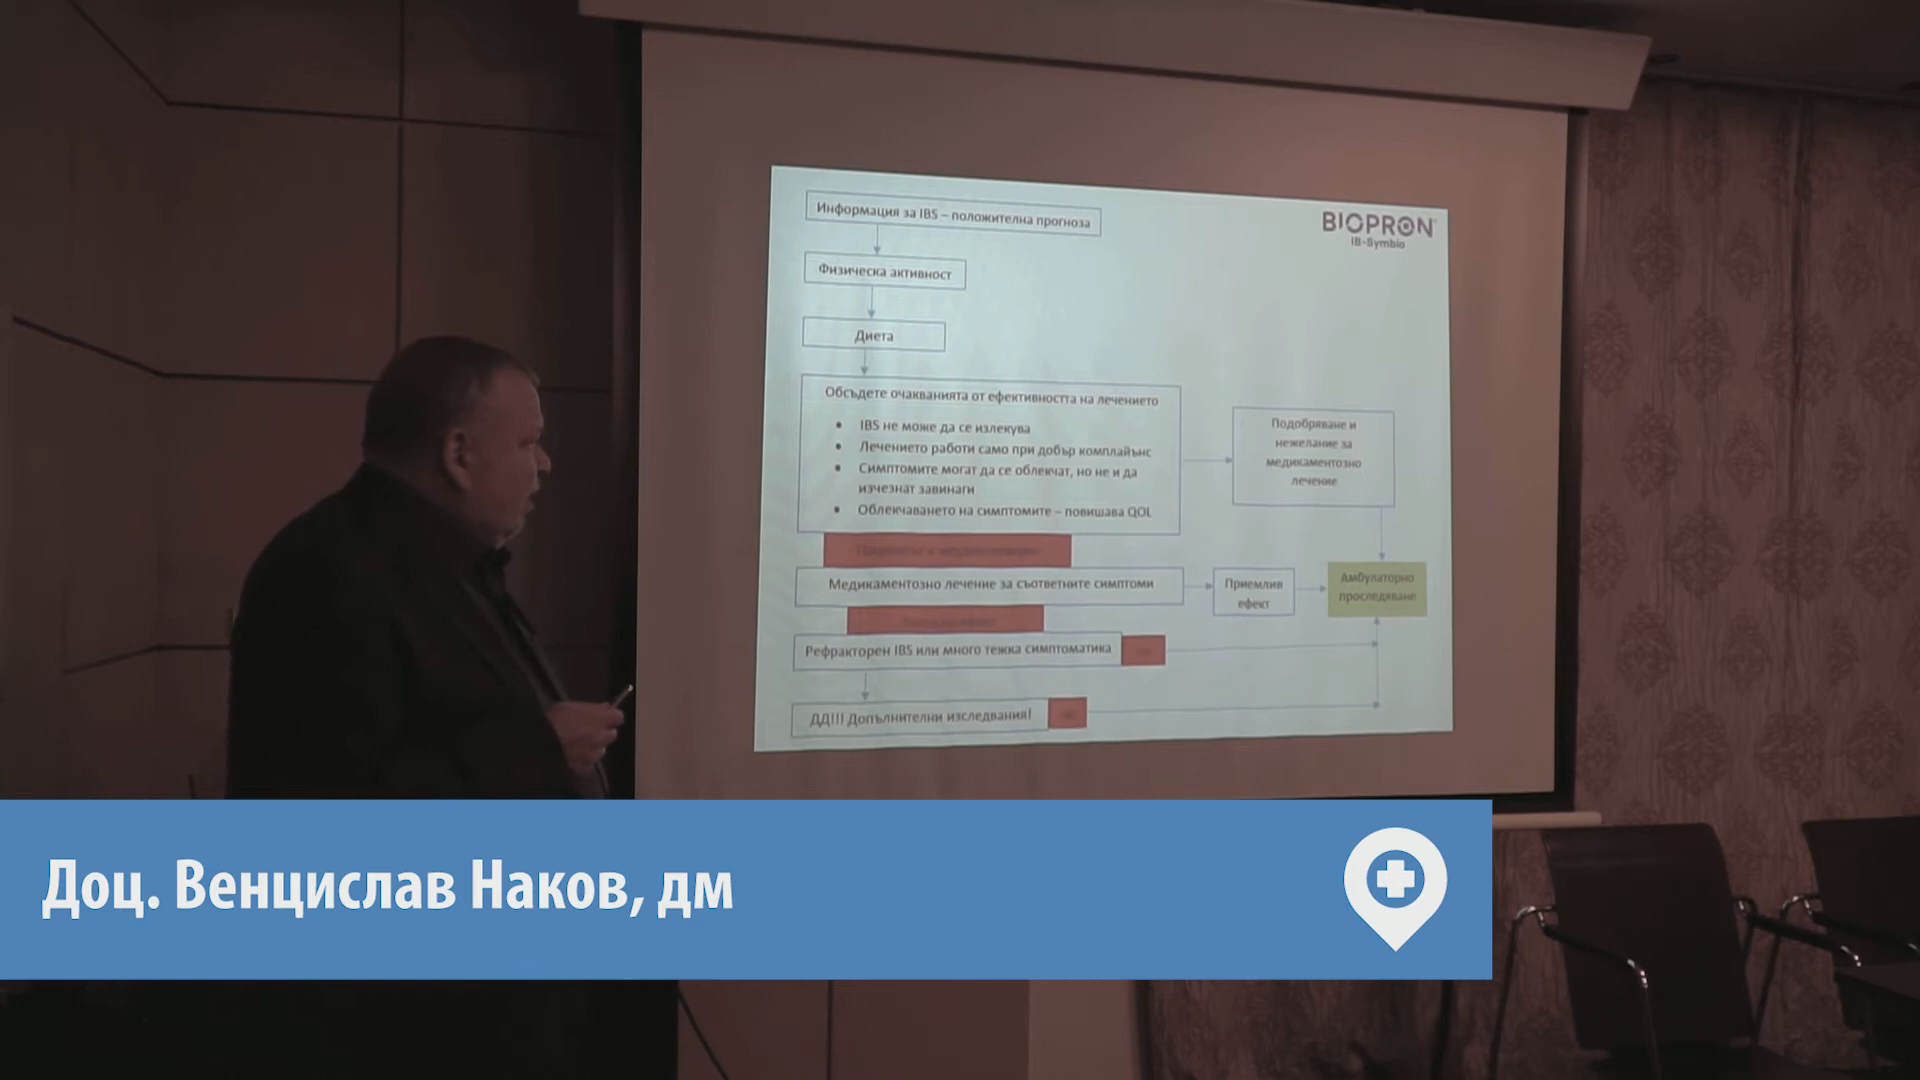 Информация за IBS – положителна прогноза
BIOPRON
IB-Symbio
Физическа активност
Диета
Обсъдете очакванията от ефективността на лечението
• IBS не може да се излекува
• Лечението работи само при добър комплайънс
• Симптомите могат да се облекчат, но не и да
изчезнат завинаги
• Облекчаването на симптомите – повишава QOL
Подобряване и
нежелание за
медикаментозно
лечение
Медикаментозно лечение за съответните симптоми
Приемлив
ефект
Амбулаторно
проследяване
Рефракторен IBS или много тежка симптоматика
ДД!!! Допълнителни изследвания!
Доц. Венцислав Наков, дм